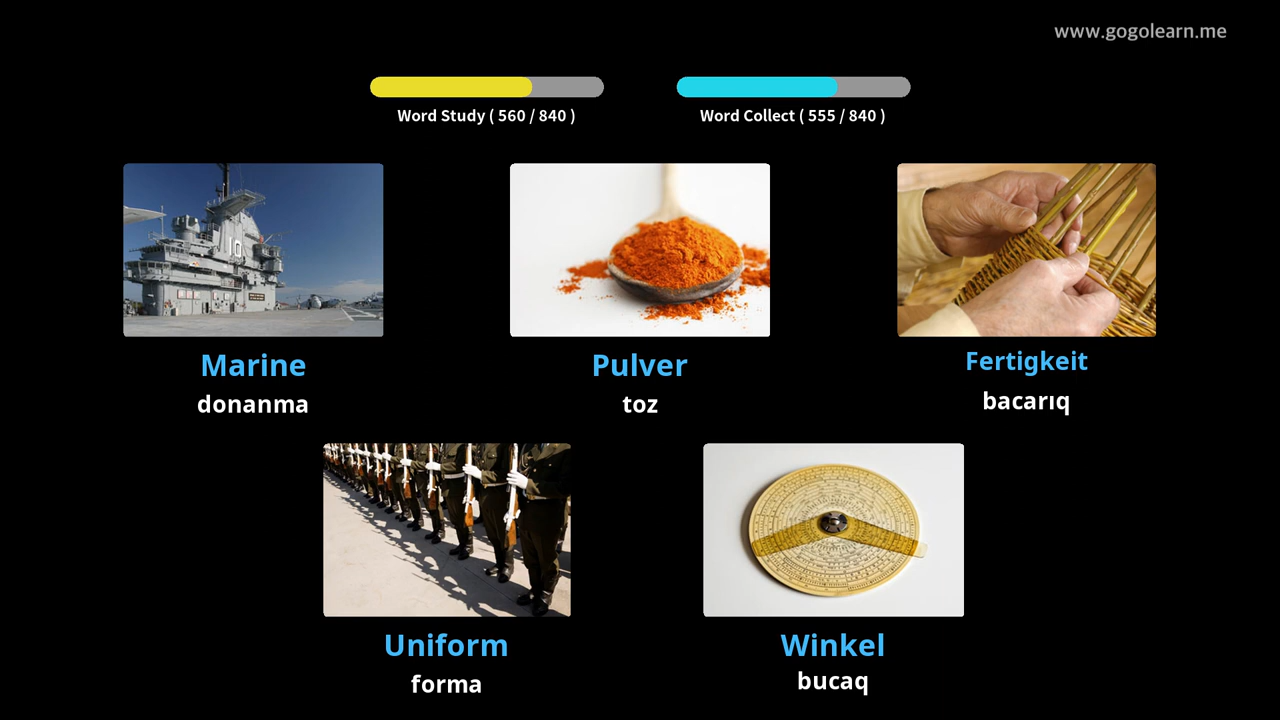 www.gogolearn.me
Word Study ( 560 / 840 )
Word Collect ( 555 / 840 )
10
Marine
donanma
Pulver
toz
Fertigkeit
bacarıq
Uniform
forma
Winkel
bucaq